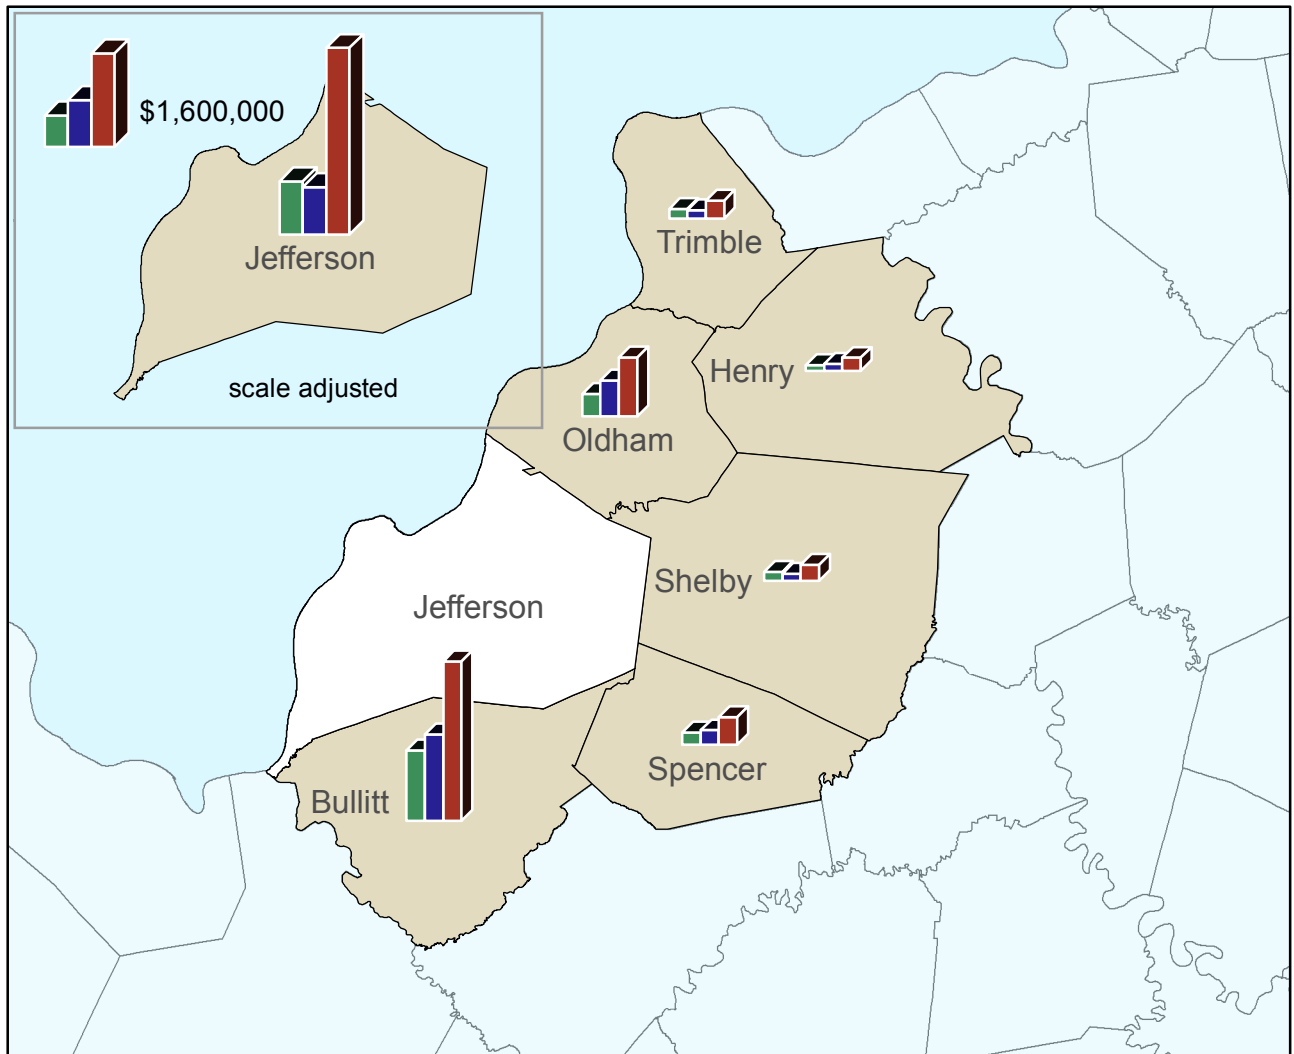 $1,600,000
Jefferson
scale adjusted
Trimble
Henry
Oldham
Shelby
Jefferson
Spencer
Bullitt